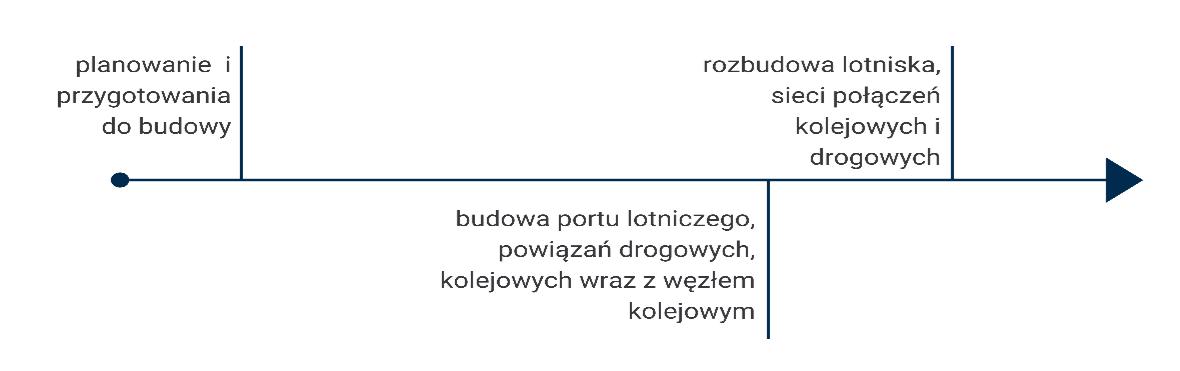 planowanie i
przygotowania
do budowy
budowa portu lotniczego,
powiązań drogowych,
kolejowych wraz z węzłem
kolejowym
rozbudowa lotniska,
sieci połączeń
kolejowych i
drogowych